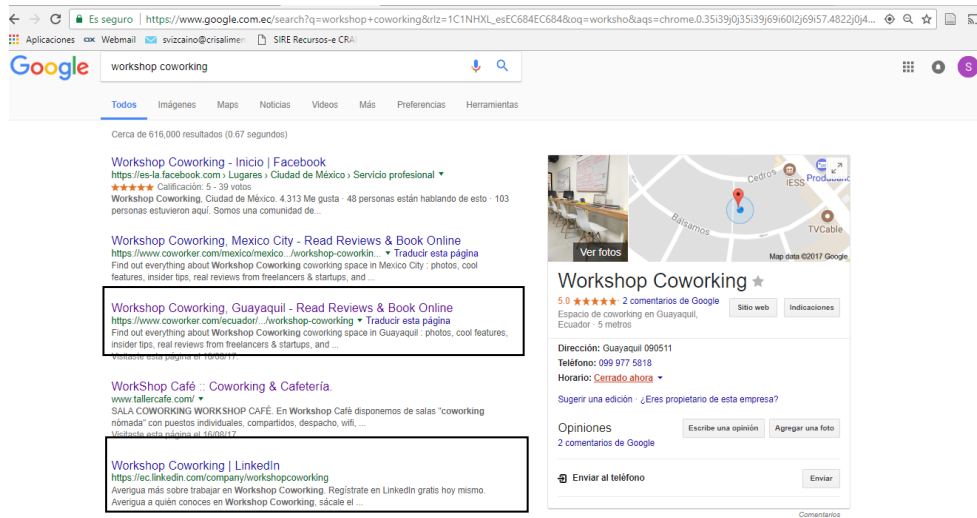 Es seguro | https://www.google.com.ec/search?q=workshop+coworking&rlz=1C1NHXL_esEC684EC684&oq=worksho&aqs=chrome.0.35i39j0j35i39j69i60l2j69i57.4822j0j4...
Aplicaciones Webmail svizcaino@crisalimen SIRE Recursos-e CRA
Google workshop coworking S
Todos Imágenes Maps Noticias Videos Más Preferencias Herramientas
Cerca de 616,000 resultados (0.67 segundos)
Workshop Coworking - Inicio | Facebook
https://es-la.facebook.com › Lugares › Ciudad de México › Servicio profesional
Calificación: 5 - 39 votos
Workshop Coworking, Ciudad de México. 4.313 Me gusta · 48 personas están hablando de esto · 103
personas estuvieron aquí. Somos una comunidad de...
Workshop Coworking, Mexico City - Read Reviews & Book Online
https://www.coworker.com/mexico/mexico.../workshop-coworkin... Traducir esta página
Find out everything about Workshop Coworking coworking space in Mexico City : photos, cool
features, insider tips, real reviews from freelancers & startups, and ...
Workshop Coworking, Guayaquil - Read Reviews & Book Online
https://www.coworker.com/ecuador/.../workshop-coworking Traducir esta página
Find out everything about Workshop Coworking coworking space in Guayaquil : photos, cool features,
insider tips, real reviews from freelancers & startups, and ...
Visitaste esta página el 16/08/17.
WorkShop Café :: Coworking & Cafetería.
www.tallercafe.com/
SALA COWORKING WORKSHOP CAFÉ. En Workshop Café disponemos de salas "coworking
nómada" con puestos individuales, compartidos, despacho, wifi, ...
Visitaste esta página el 16/08/17.
Workshop Coworking | LinkedIn
https://ec.linkedin.com/company/workshopcoworking
Averigua más sobre trabajar en Workshop Coworking. Regístrate en LinkedIn gratis hoy mismo.
Averigua a quién conoces en Workshop Coworking, sácale el ...
Cedros
IESS
Balsamos
TVCable
Ver fotos
Map data ©2017 Google
Workshop Coworking
5.0 2 comentarios de Google
Espacio de coworking en Guayaquil,
Ecuador · 5 metros
Sitio web Indicaciones
Dirección: Guayaquil 090511
Teléfono: 099 977 5818
Horario: Cerrado ahora
Sugerir una edición · ¿Eres propietario de esta empresa?
Opiniones
2 comentarios de Google
Escribe una opinión Agregar una foto
Enviar al teléfono Enviar
Comentarios